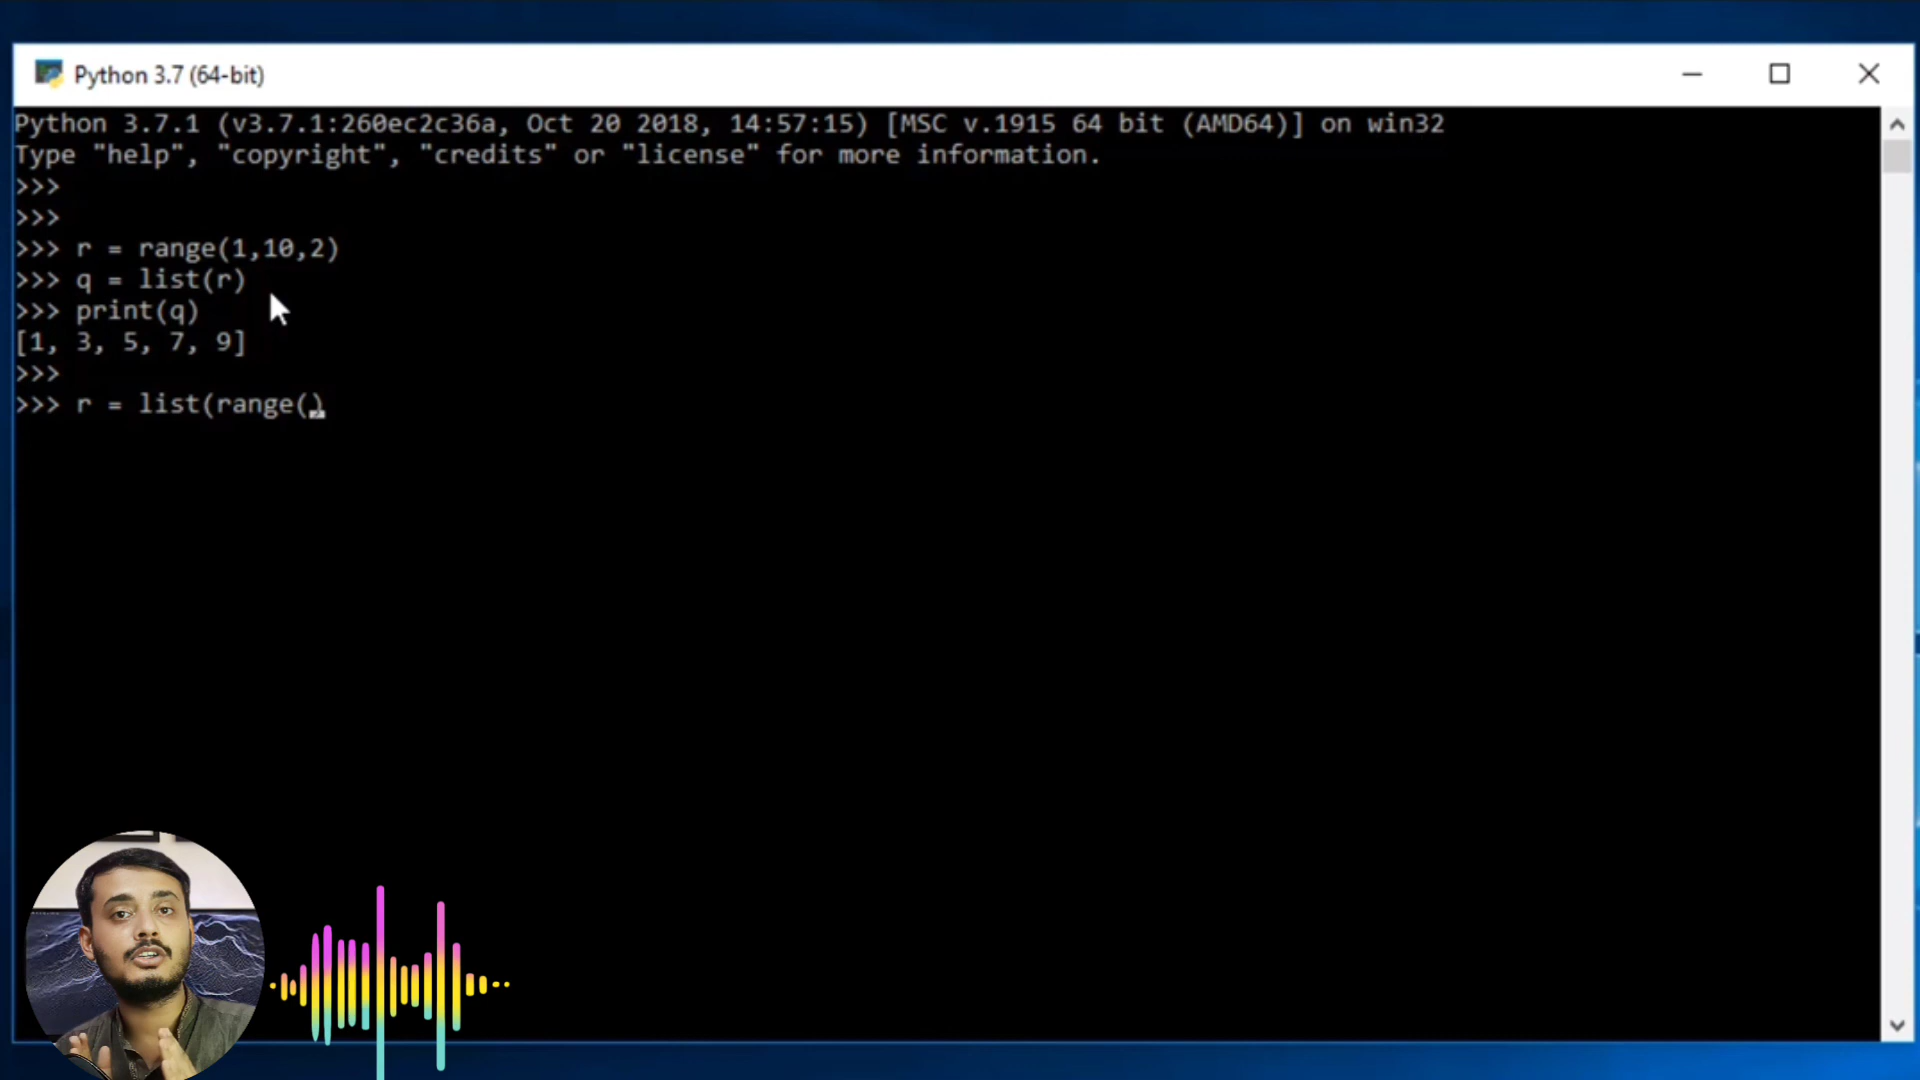 Python 3.7 (64-bit)
Python 3.7.1 (v3.7.1:260ec2c36a, Oct 20 2018, 14:57:15) [MSC v.1915 64 bit (AMD64)] on win32
Type "help", "copyright", "credits" or "license" for more information.
>>>
>>>
>>> r = range(1,10,2)
>>> q = list(r)
>>> print(q)
[1, 3, 5, 7, 9]
>>>
>>> r = list(range()